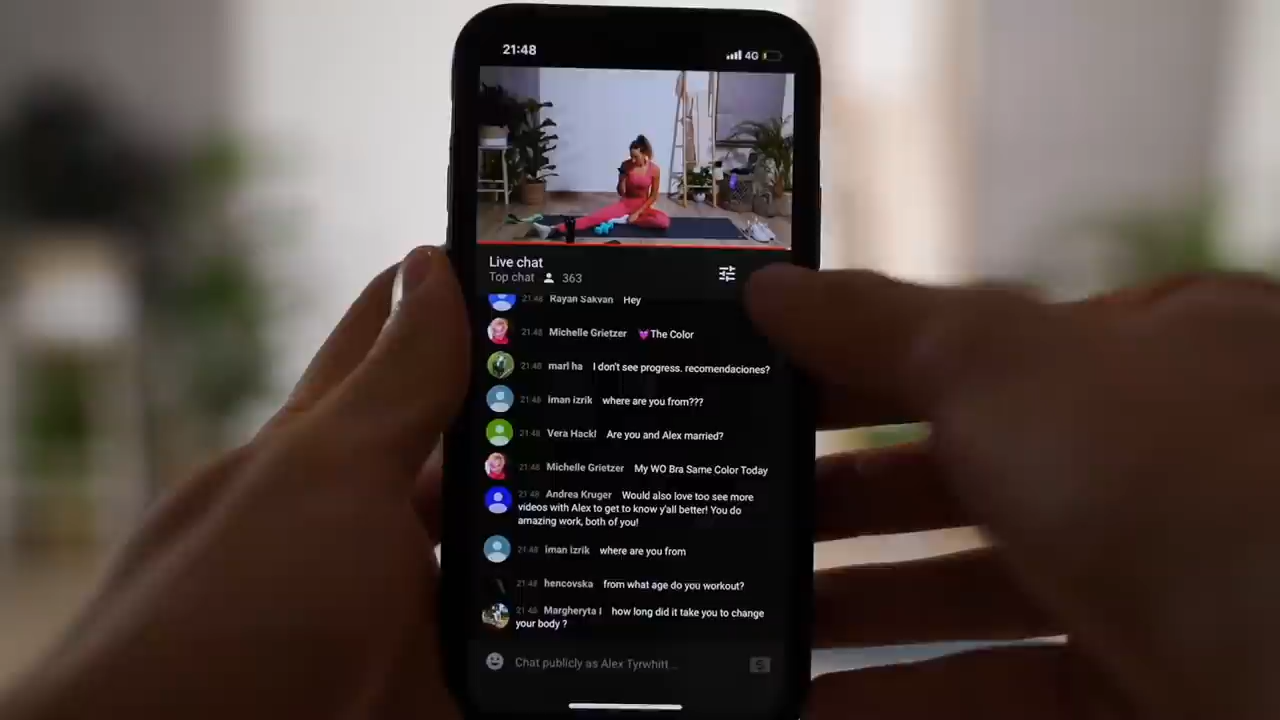 21:48 4G
Live chat
Top chat 363
21:48 Rayan Sakvan Hey
21:48 Michelle Grietzer 💓The Color
21:48 marl ha I don't see progress. recomendaciones?
21:48 iman izrik where are you from???
21:48 Vera Hackl Are you and Alex married?
21:48 Michelle Grietzer My WO Bra Same Color Today
21:48 Andrea Kruger Would also love too see more
videos with Alex to get to know y'all better! You do
amazing work, both of you!
21:48 iman izrik where are you from
21:48 hencovska from what age do you workout?
21:48 Margheryta I how long did it take you to change
your body ?
Chat publicly as Alex Tyrwhitt...
$